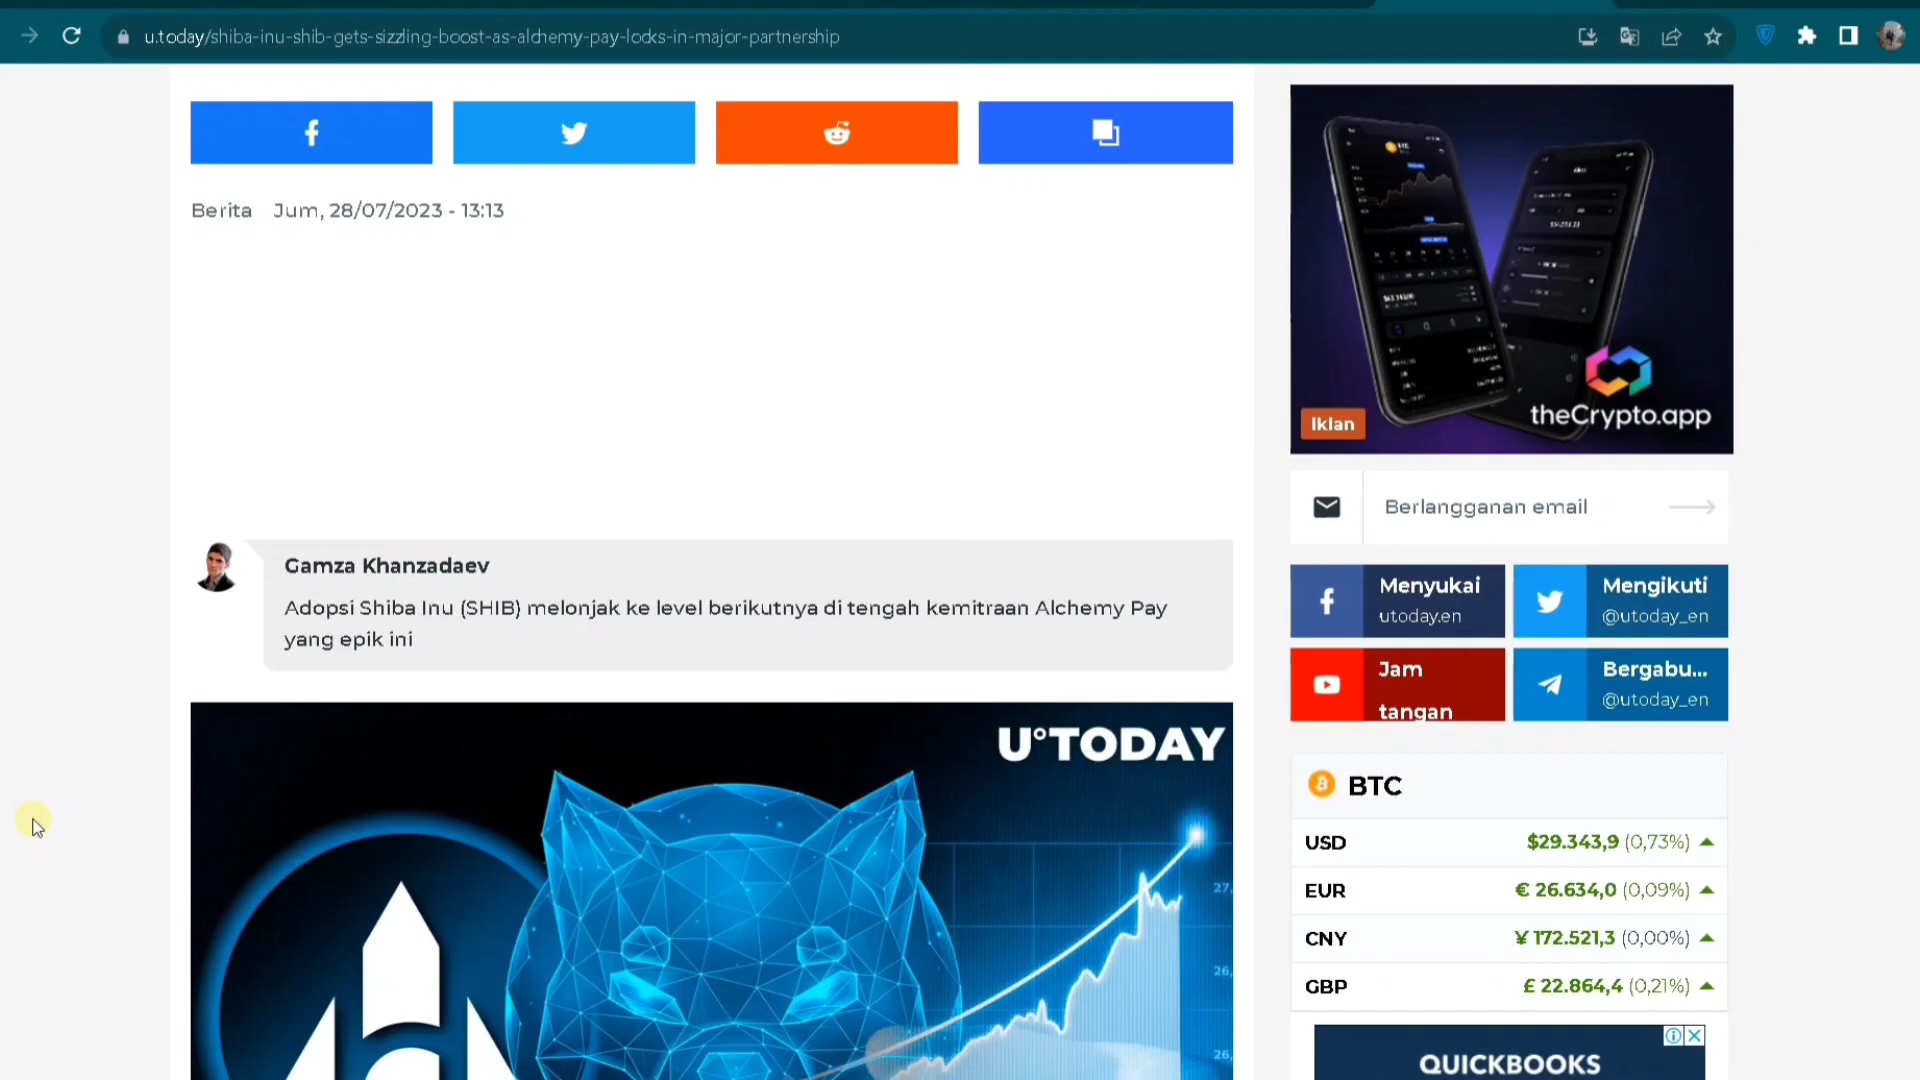 u.today/shiba-inu-shib-gets-sizzling-boost-as-alchemy-pay-locks-in-major-partnership
Berita Jum, 28/07/2023 - 13:13
Gamza Khanzadaev
Adopsi Shiba Inu (SHIB) melonjak ke level berikutnya di tengah kemitraan Alchemy Pay
yang epik ini
U°TODAY
27,
26,
26,
BTC
theCrypto.app
Iklan
Berlangganan email
Menyukai
utoday.en
Mengikuti
@utoday_en
Jam
tangan
Bergabu...
@utoday_en
BTC
USD $29.343,9 (0,73%)
EUR € 26.634,0 (0,09%)
CNY ¥ 172.521,3 (0,00%)
GBP £ 22.864,4 (0,21%)
QUICKBOOKS